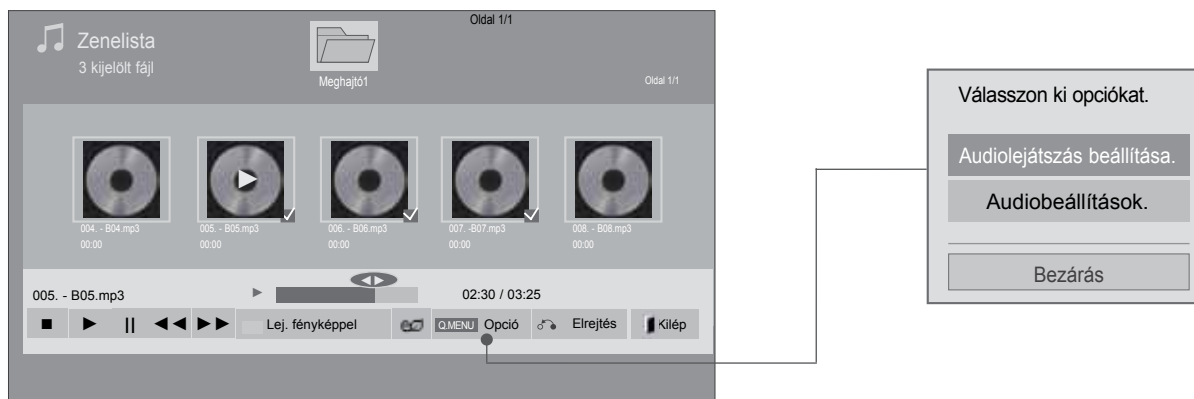 Oldal 1/1
Zenelista
3 kijelölt fájl
Meghajtó1
Oldal 1/1
004. - B04.mp3
00:00
005. - B05.mp3
00:00
006. - B06.mp3
00:00
007. -B07.mp3
00:00
008. - B08.mp3
00:00
005. - B05.mp3
02:30 / 03:25
Lej. fényképpel
Q.MENU Opció
Elrejtés
Kilép
Válasszon ki opciókat.
Audiolejátszás beállítása.
Audiobeállítások.
Bezárás